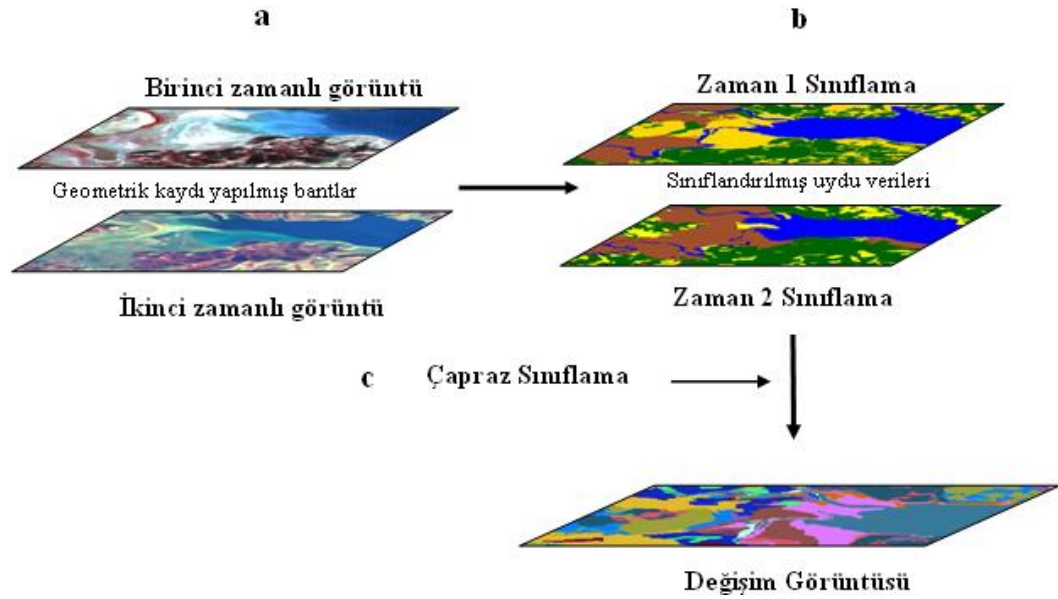 a
b
Birinci zamanlı görüntü
Zaman 1 Sınıflama
Geometrik kaydı yapılmış bantlar
Sınıflandırılmış uydu verileri
İkinci zamanlı görüntü
Zaman 2 Sınıflama
c Çapraz Sınıflama
Değişim Görüntüsü